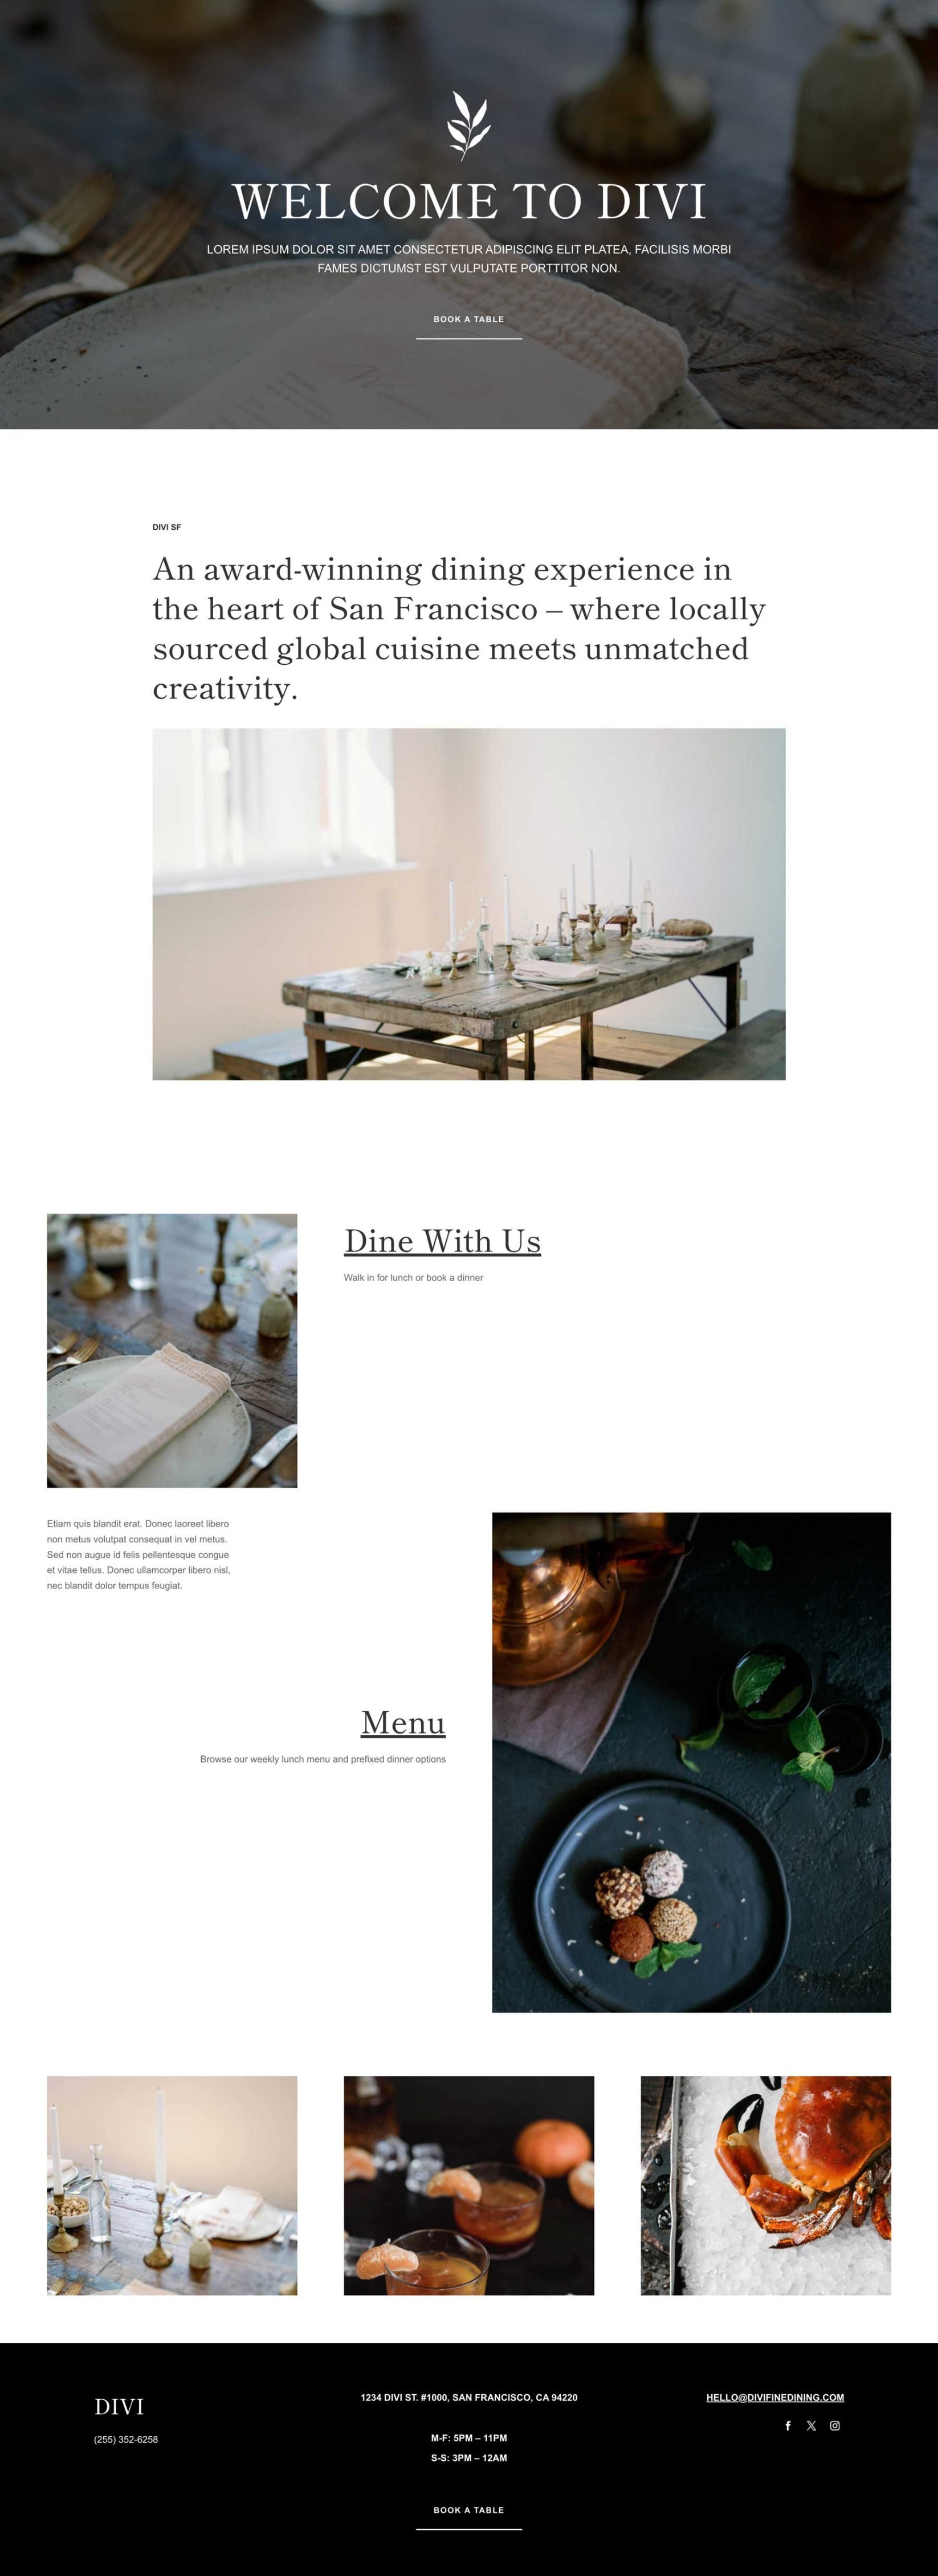 WELCOME TO DIVI
LOREM IPSUM DOLOR SIT AMET CONSECTETUR ADIPISCING ELIT PLATEA, FACILISIS MORBI
FAMES DICTUMST EST VULPUTATE PORTTITOR NON.
BOOK A TABLE
DIVI SF
An award-winning dining experience in
the heart of San Francisco – where locally
sourced global cuisine meets unmatched
creativity.
Dine With Us
Walk in for lunch or book a dinner
Etiam quis blandit erat. Donec laoreet libero
non metus volutpat consequat in vel metus.
Sed non augue id felis pellentesque congue
et vitae tellus. Donec ullamcorper libero nisl,
nec blandit dolor tempus feugiat.
Menu
Browse our weekly lunch menu and prefixed dinner options
DIVI
(255) 352-6258
1234 DIVI ST. #1000, SAN FRANCISCO, CA 94220
M-F: 5PM – 11PM
S-S: 3PM – 12AM
BOOK A TABLE
HELLO@DIVIFINEDINING.COM